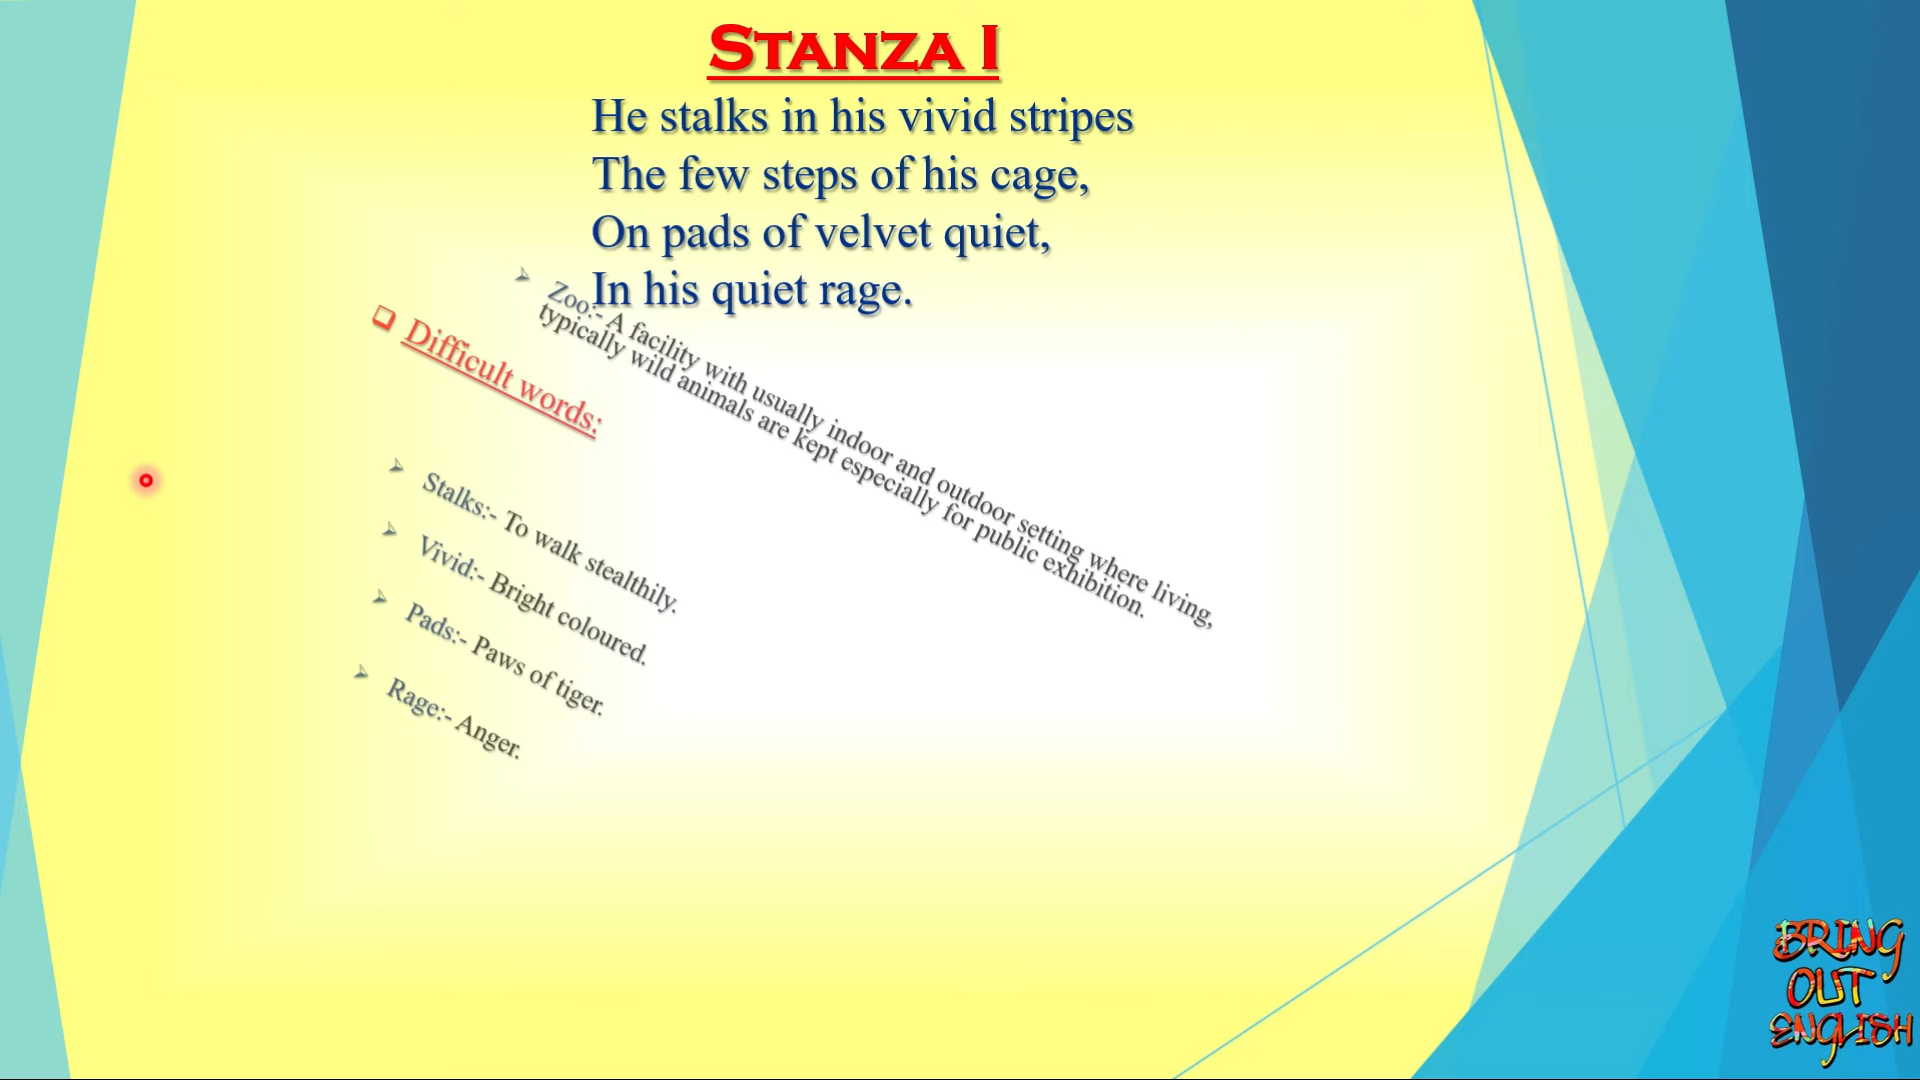 STANZA I
He stalks in his vivid stripes
The few steps of his cage,
On pads of velvet quiet,
In his quiet rage.
Difficult words:
Zoo:- A facility with usually indoor and outdoor setting where living,
typically wild animals are kept especially for public exhibition.
Stalks:- To walk stealthily.
Vivid:- Bright coloured.
Pads:- Paws of tiger.
Rage:- Anger.
BRING
OUT
ENGLISH